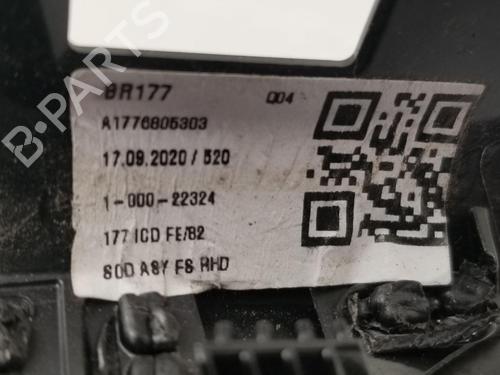 BR177 Q04
A1776805303
17.09.2020 / 520
1-000-22324
177 ICD FE/B2
SOD ASY FS RHD
B-PARTS